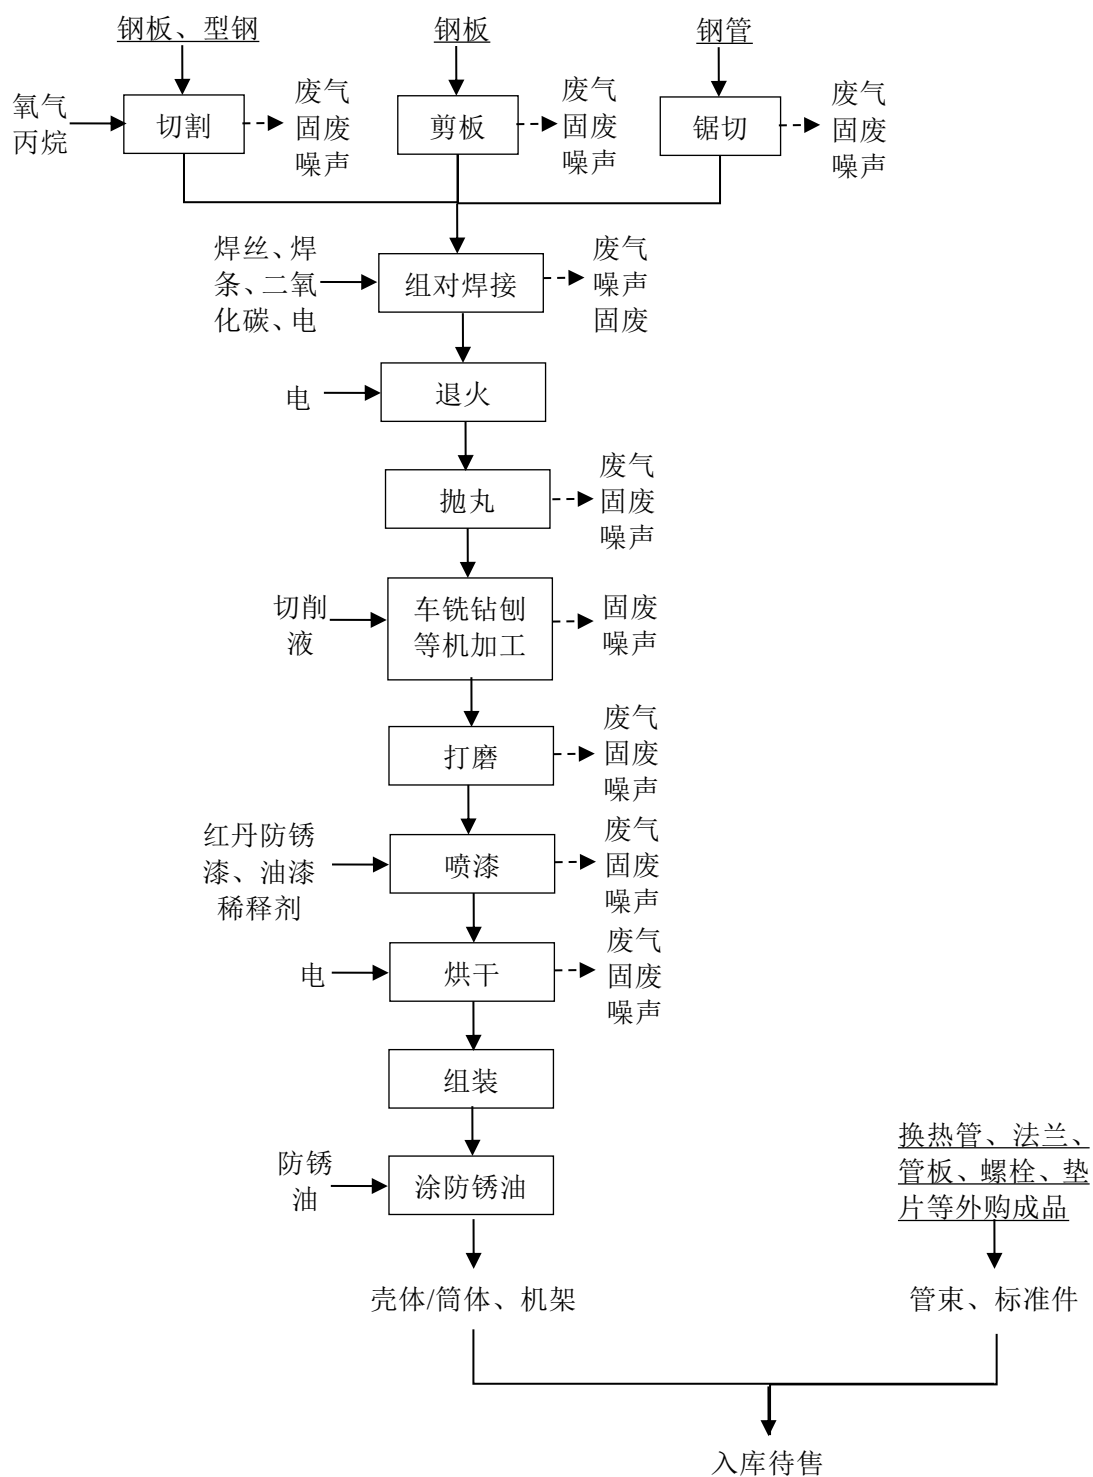 钢板、型钢
钢板
钢管
氧气
丙烷
切割
废气
固废
噪声
剪板
废气
固废
噪声
锯切
废气
固废
噪声
焊丝、焊
条、二氧
化碳、电
组对焊接
废气
噪声
固废
电
退火
抛丸
废气
固废
噪声
切削
液
车铣钻刨
等机加工
固废
噪声
打磨
废气
固废
噪声
红丹防锈
漆、油漆
稀释剂
喷漆
废气
固废
噪声
电
烘干
废气
固废
噪声
组装
防锈
油
涂防锈油
换热管、法兰、
管板、螺栓、垫
片等外购成品
壳体/筒体、机架
管束、标准件
入库待售